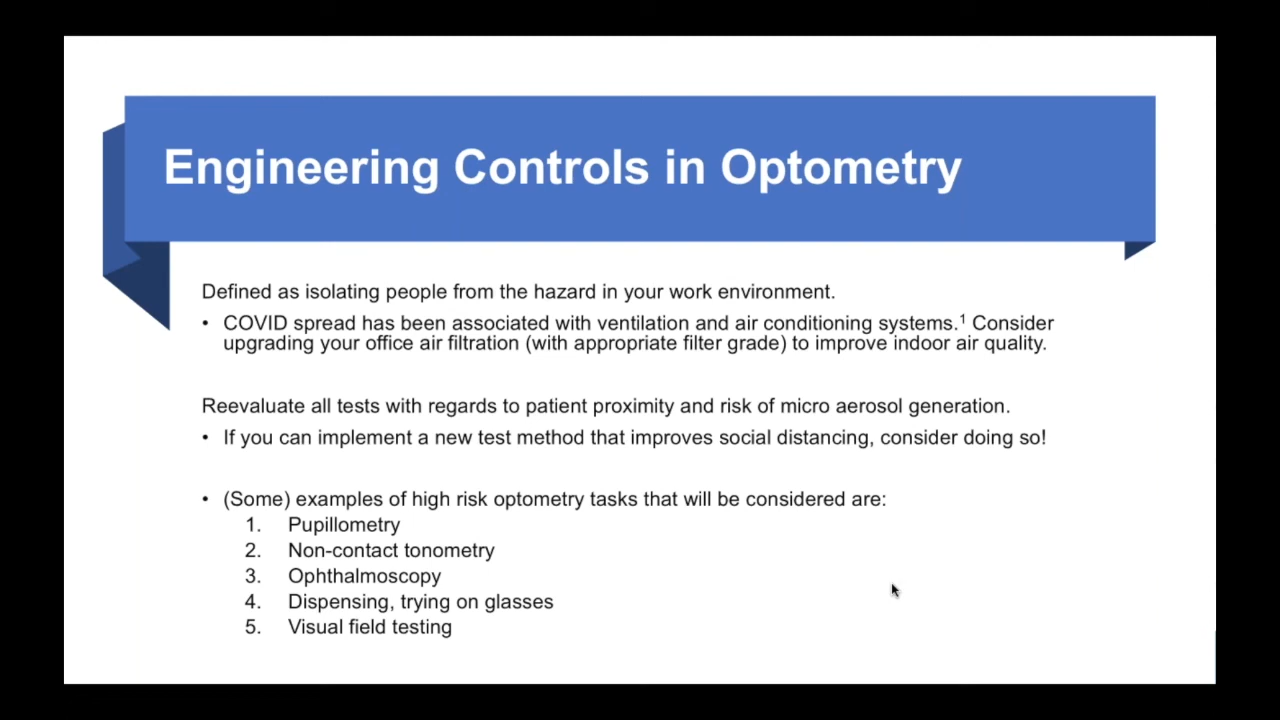 Engineering Controls in Optometry
Defined as isolating people from the hazard in your work environment.
• COVID spread has been associated with ventilation and air conditioning systems.¹ Consider
upgrading your office air filtration (with appropriate filter grade) to improve indoor air quality.
Reevaluate all tests with regards to patient proximity and risk of micro aerosol generation.
• If you can implement a new test method that improves social distancing, consider doing so!
• (Some) examples of high risk optometry tasks that will be considered are:
1. Pupillometry
2. Non-contact tonometry
3. Ophthalmoscopy
4. Dispensing, trying on glasses
5. Visual field testing